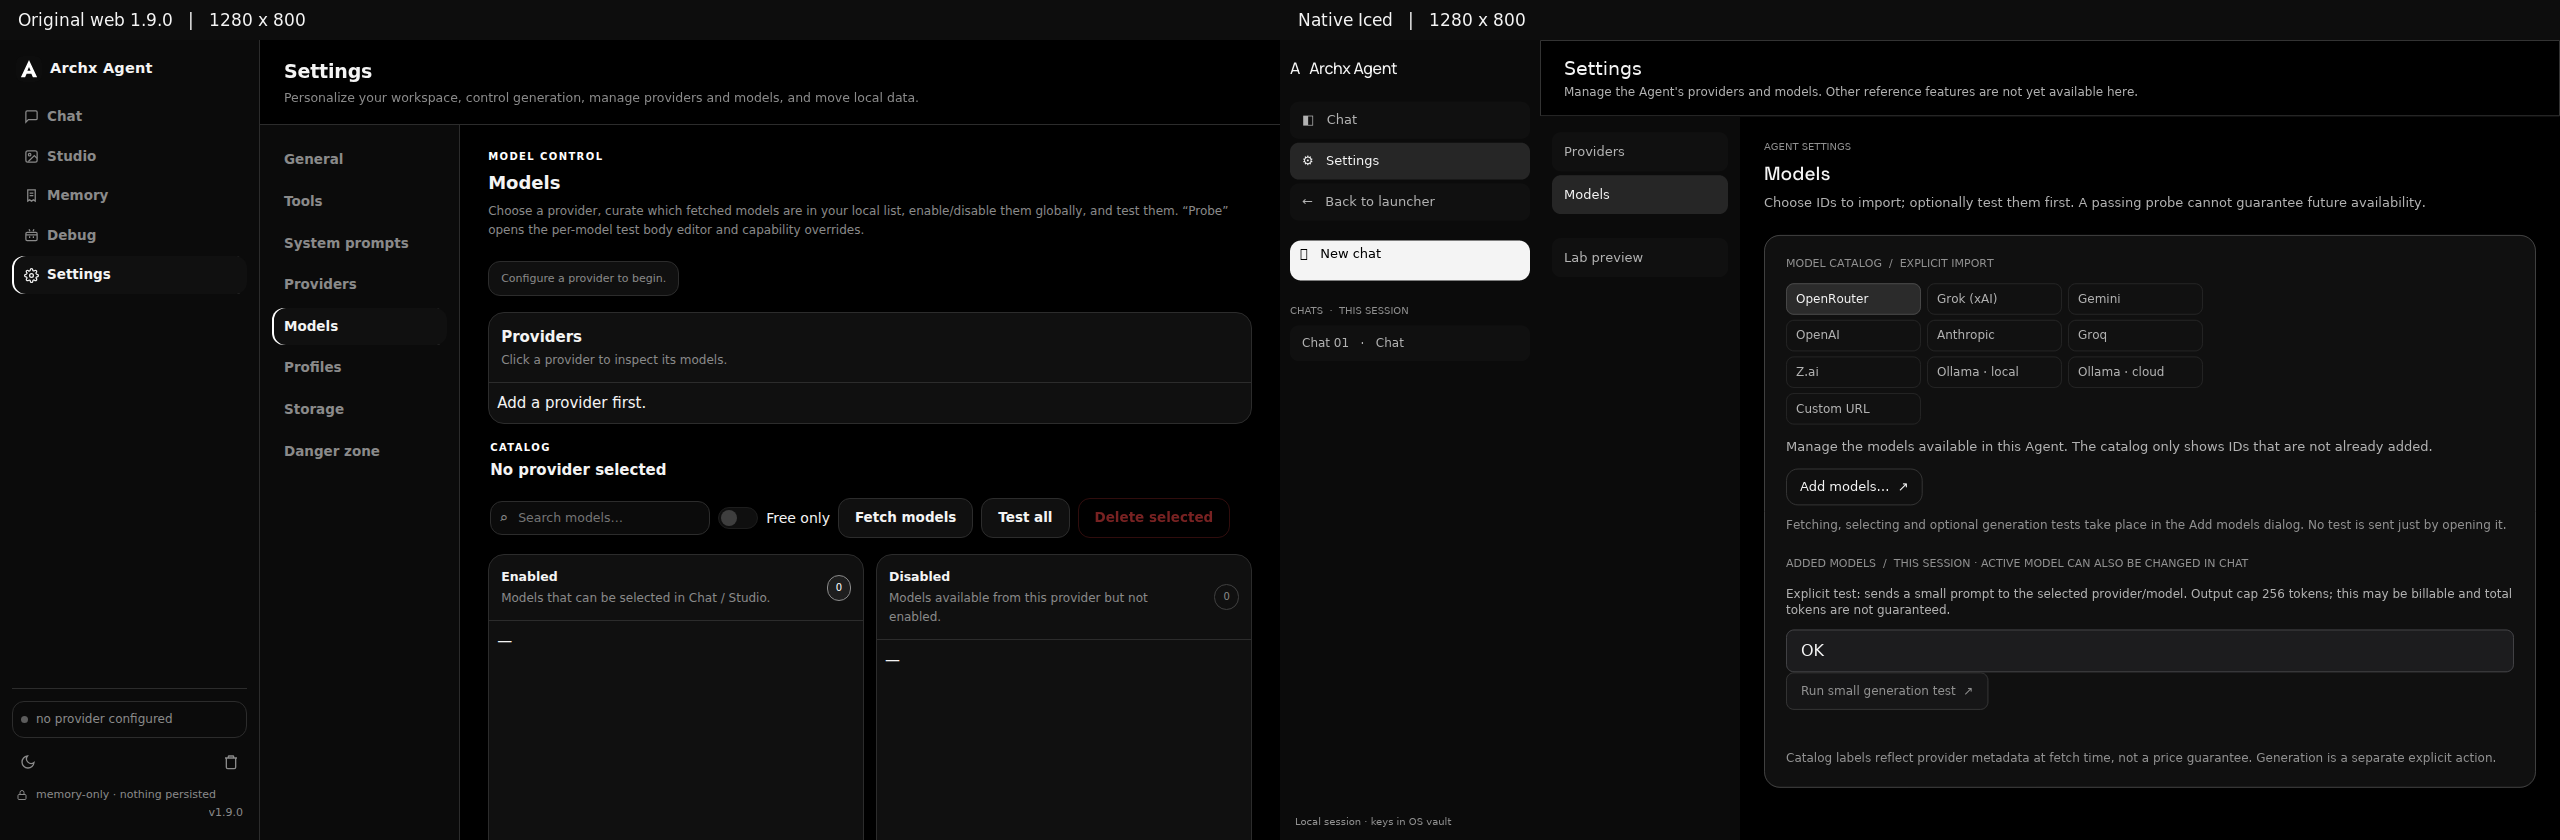 Original web 1.9.0 | 1280 x 800
Archx Agent
Chat
Studio
Memory
Debug
Settings
no provider configured
memory-only · nothing persisted
v1.9.0
Settings
Personalize your workspace, control generation, manage providers and models, and move local data.
General
Tools
System prompts
Providers
Models
Profiles
Storage
Danger zone
MODEL CONTROL
Models
Choose a provider, curate which fetched models are in your local list, enable/disable them globally, and test them. “Probe”
opens the per-model test body editor and capability overrides.
Configure a provider to begin.
Providers
Click a provider to inspect its models.
Add a provider first.
CATALOG
No provider selected
Search models...
Free only
Fetch models
Test all
Delete selected
Enabled
Models that can be selected in Chat / Studio.
0
—
Disabled
Models available from this provider but not
enabled.
0
—
Native Iced | 1280 x 800
A Archx Agent
Chat
Settings
← Back to launcher
New chat
CHATS · THIS SESSION
Chat 01 · Chat
Local session · keys in OS vault
Settings
Manage the Agent's providers and models. Other reference features are not yet available here.
Providers
Models
Lab preview
AGENT SETTINGS
Models
Choose IDs to import; optionally test them first. A passing probe cannot guarantee future availability.
MODEL CATALOG / EXPLICIT IMPORT
OpenRouter
Grok (xAI)
Gemini
OpenAI
Anthropic
Groq
Z.ai
Ollama · local
Ollama · cloud
Custom URL
Manage the models available in this Agent. The catalog only shows IDs that are not already added.
Add models... ↗
Fetching, selecting and optional generation tests take place in the Add models dialog. No test is sent just by opening it.
ADDED MODELS / THIS SESSION · ACTIVE MODEL CAN ALSO BE CHANGED IN CHAT
Explicit test: sends a small prompt to the selected provider/model. Output cap 256 tokens; this may be billable and total
tokens are not guaranteed.
OK
Run small generation test ↗
Catalog labels reflect provider metadata at fetch time, not a price guarantee. Generation is a separate explicit action.